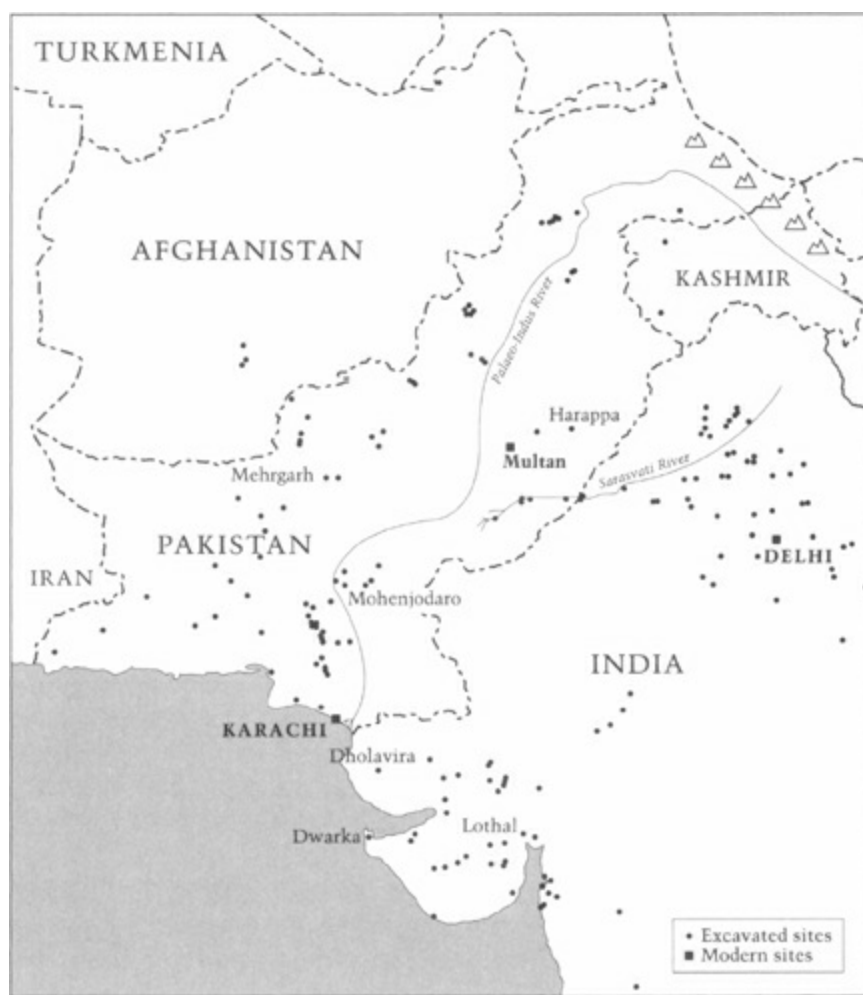 TURKMENIA
AFGHANISTAN
KASHMIR
Palaeo-Indus River
Harappa
Multan
Sarasvati River
Mehrgarh
PAKISTAN
DELHI
IRAN
Mohenjodaro
INDIA
KARACHI
Dholavira
Dwarka
Lothal
Excavated sites
Modern sites